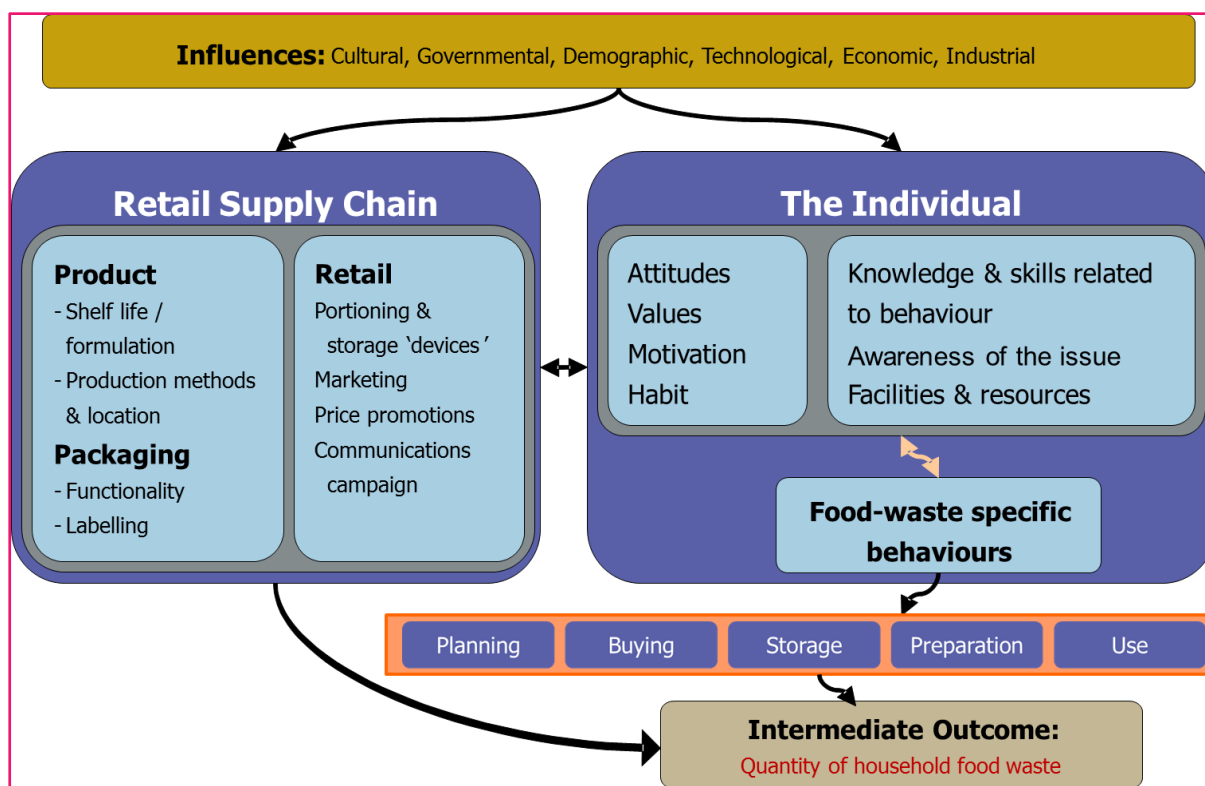 Influences: Cultural, Governmental, Demographic, Technological, Economic, Industrial
Retail Supply Chain
Product
- Shelf life /
formulation
- Production methods
& location
Packaging
- Functionality
- Labelling
Retail
Portioning &
storage ‘devices’
Marketing
Price promotions
Communications
campaign
The Individual
Attitudes
Values
Motivation
Habit
Knowledge & skills related
to behaviour
Awareness of the issue
Facilities & resources
Food-waste specific
behaviours
Planning
Buying
Storage
Preparation
Use
Intermediate Outcome:
Quantity of household food waste